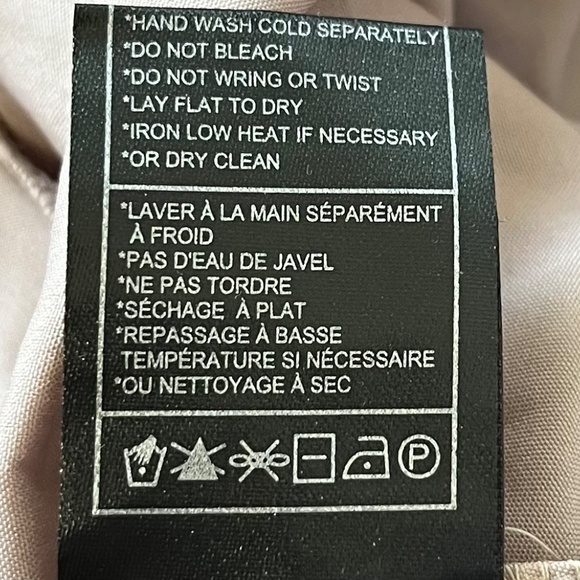 *HAND WASH COLD SEPARATELY
*DO NOT BLEACH
*DO NOT WRING OR TWIST
*LAY FLAT TO DRY
*IRON LOW HEAT IF NECESSARY
*OR DRY CLEAN
*LAVER À LA MAIN SÉPARÉMENT
À FROID
*PAS D'EAU DE JAVEL
*NE PAS TORDRE
*SÉCHAGE À PLAT
*REPASSAGE À BASSE
TEMPÉRATURE SI NÉCESSAIRE
*OU NETTOYAGE À SEC
P